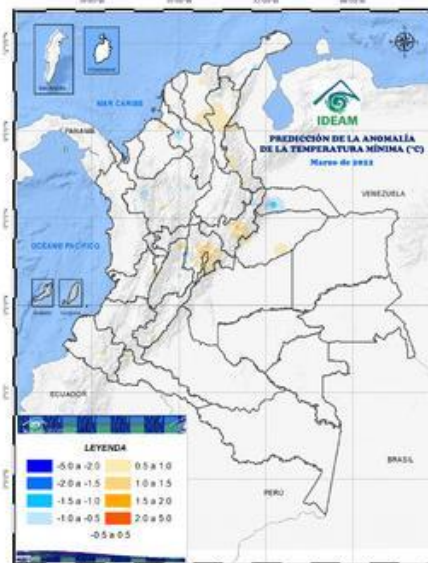 MAR CARIBE
PANAMÁ
IDEAM
PREDICCIÓN DE LA ANOMALÍA
DE LA TEMPERATURA MÍNIMA (°C)
Marzo de 2022
VENEZUELA
OCÉANO PACÍFICO
ECUADOR
BRASIL
PERÚ
LEYENDA
-5.0 a -2.0 0.5 a 1.0
-2.0 a -1.5 1.0 a 1.5
-1.5 a -1.0 1.5 a 2.0
-1.0 a -0.5 2.0 a 5.0
-0.5 a 0.5